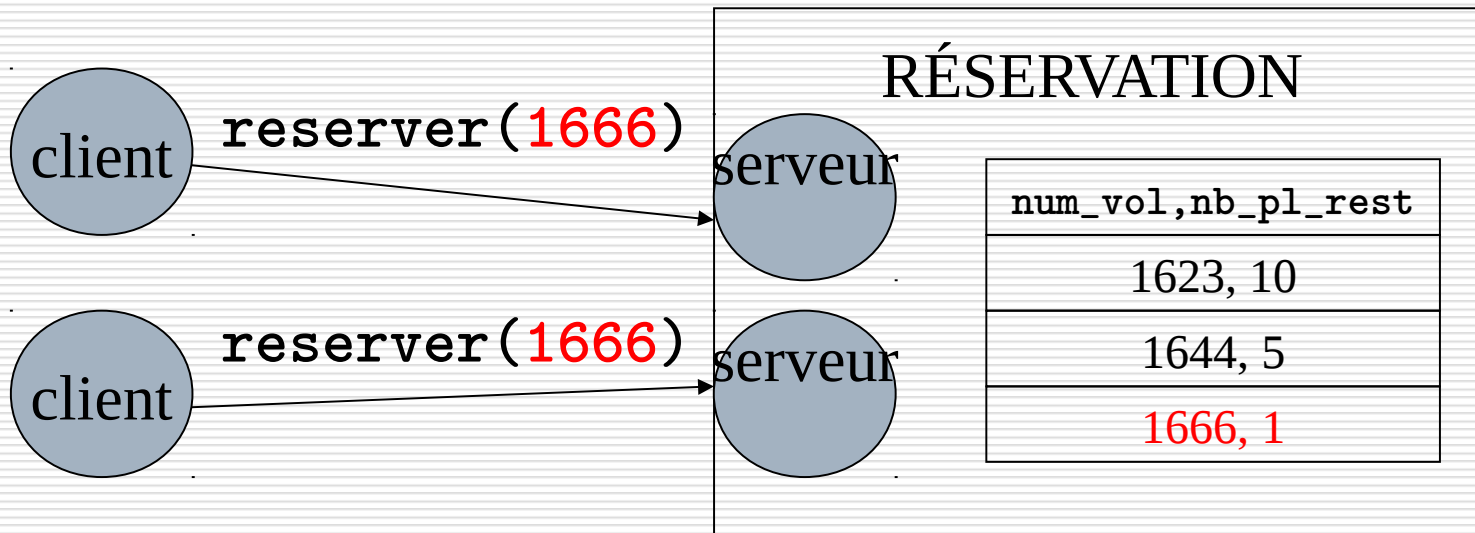 RÉSERVATION
client
reserver(1666)
serveur
num_vol,nb_pl_rest
1623, 10
1644, 5
1666, 1
client
reserver(1666)
serveur